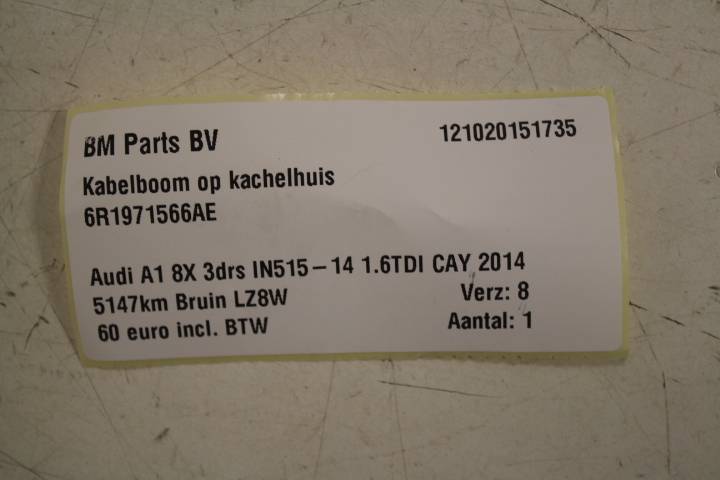 BM Parts BV 121020151735
Kabelboom op kachelhuis
6R1971566AE
Audi A1 8X 3drs IN515-14 1.6TDI CAY 2014
5147km Bruin LZ8W Verz: 8
60 euro incl. BTW Aantal: 1